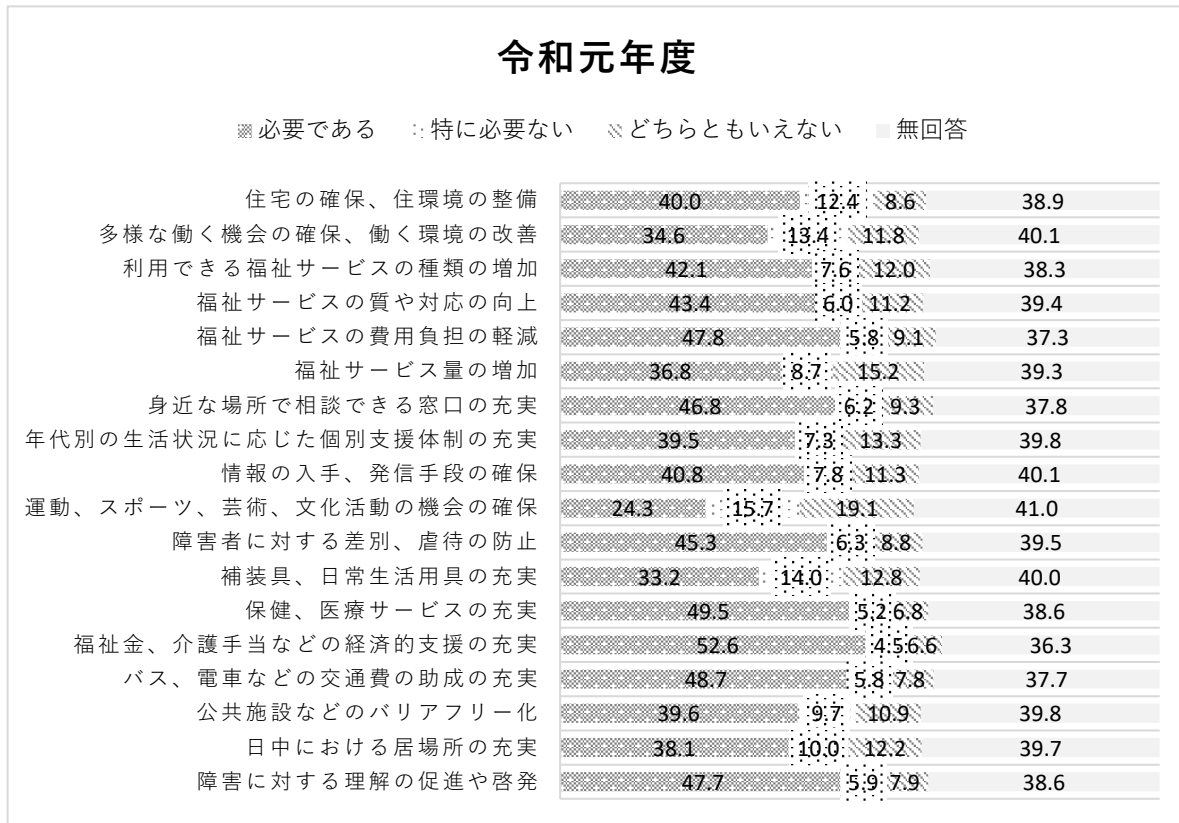 令和元年度
必要である 特に必要ない どちらともいえない 無回答
住宅の確保、住環境の整備 40.0 12.4 8.6 38.9
多様な働く機会の確保、働く環境の改善 34.6 13.4 11.8 40.1
利用できる福祉サービスの種類の増加 42.1 7.6 12.0 38.3
福祉サービスの質や対応の向上 43.4 6.0 11.2 39.4
福祉サービスの費用負担の軽減 47.8 5.8 9.1 37.3
福祉サービス量の増加 36.8 8.7 15.2 39.3
身近な場所で相談できる窓口の充実 46.8 6.2 9.3 37.8
年代別の生活状況に応じた個別支援体制の充実 39.5 7.3 13.3 39.8
情報の入手、発信手段の確保 40.8 7.8 11.3 40.1
運動、スポーツ、芸術、文化活動の機会の確保 24.3 15.7 19.1 41.0
障害者に対する差別、虐待の防止 45.3 6.3 8.8 39.5
補装具、日常生活用具の充実 33.2 14.0 12.8 40.0
保健、医療サービスの充実 49.5 5.2 6.8 38.6
福祉金、介護手当などの経済的支援の充実 52.6 4.5 6.6 36.3
バス、電車などの交通費の助成の充実 48.7 5.8 7.8 37.7
公共施設などのバリアフリー化 39.6 9.7 10.9 39.8
日中における居場所の充実 38.1 10.0 12.2 39.7
障害に対する理解の促進や啓発 47.7 5.9 7.9 38.6